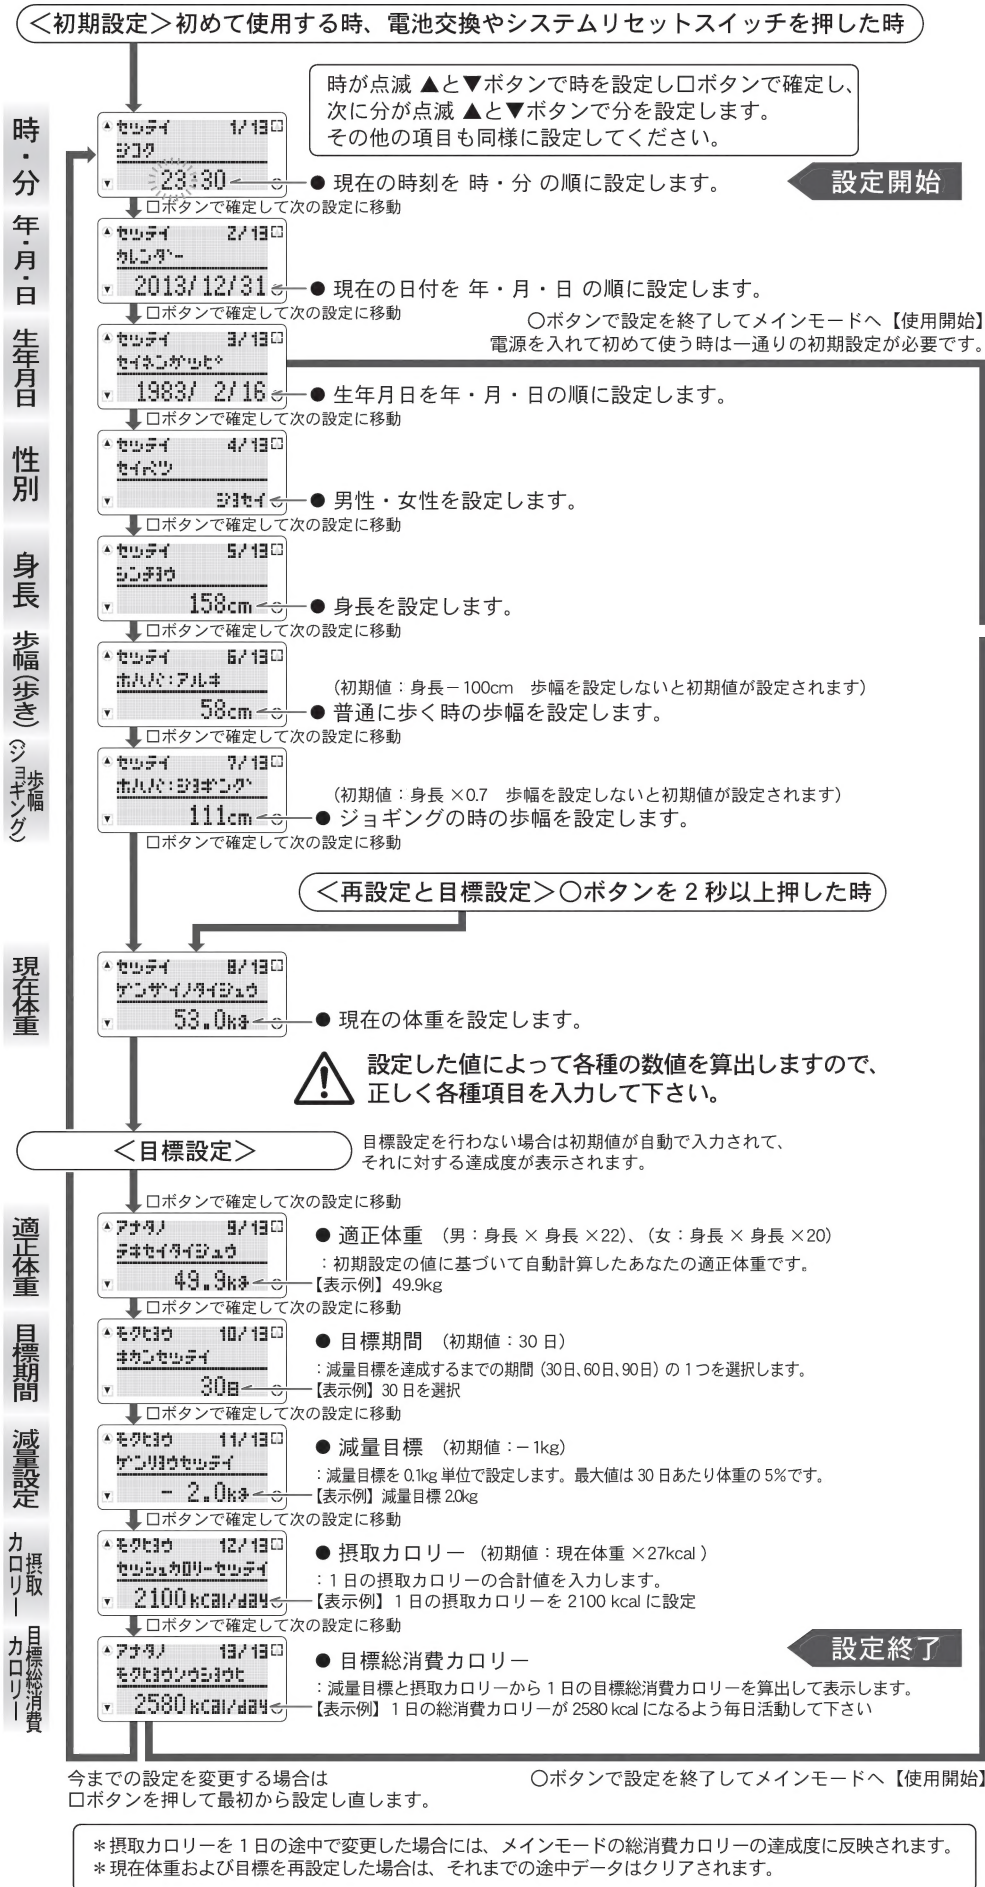 ＜初期設定＞初めて使用する時、電池交換やシステムリセットスイッチを押した時
時が点滅 ▲と▼ボタンで時を設定し□ボタンで確定し、
次に分が点滅 ▲と▼ボタンで分を設定します。
その他の項目も同様に設定してください。
時・分
セッテイ 1/13
ジコク
23:30
● 現在の時刻を 時・分 の順に設定します。
設定開始
□ボタンで確定して次の設定に移動
年・月・日
セッテイ 2/13
カレンダー
2013/12/31
● 現在の日付を 年・月・日 の順に設定します。
□ボタンで確定して次の設定に移動
○ボタンで設定を終了してメインモードへ【使用開始】
電源を入れて初めて使う時は一通りの初期設定が必要です。
生年月日
セッテイ 3/13
セイネンガッピ
1983/ 2/16
● 生年月日を年・月・日の順に設定します。
□ボタンで確定して次の設定に移動
性別
セッテイ 4/13
セイベツ
ジョセイ
● 男性・女性を設定します。
□ボタンで確定して次の設定に移動
身長
セッテイ 5/13
シンチョウ
158cm
● 身長を設定します。
□ボタンで確定して次の設定に移動
歩幅(歩き)
セッテイ 6/13
ホハバ:アルキ
58cm
（初期値：身長－100cm　歩幅を設定しないと初期値が設定されます）
● 普通に歩く時の歩幅を設定します。
□ボタンで確定して次の設定に移動
歩幅
(ジョギング)
セッテイ 7/13
ホハバ:ジョギング
111cm
（初期値：身長 ×0.7　歩幅を設定しないと初期値が設定されます）
● ジョギングの時の歩幅を設定します。
□ボタンで確定して次の設定に移動
＜再設定と目標設定＞○ボタンを 2 秒以上押した時
現在体重
セッテイ 8/13
ゲンザイノタイジュウ
53.0kg
● 現在の体重を設定します。
設定した値によって各種の数値を算出しますので、
正しく各種項目を入力して下さい。
＜目標設定＞
目標設定を行わない場合は初期値が自動で入力されて、
それに対する達成度が表示されます。
□ボタンで確定して次の設定に移動
適正体重
アナタノ 9/13
テキセイタイジュウ
49.9kg
● 適正体重 （男：身長 × 身長 ×22）、（女：身長 × 身長 ×20）
：初期設定の値に基づいて自動計算したあなたの適正体重です。
【表示例】49.9kg
□ボタンで確定して次の設定に移動
目標期間
モクヒョウ 10/13
キカンセッテイ
30日
● 目標期間 （初期値：30 日）
：減量目標を達成するまでの期間（30日、60日、90日）の 1つを選択します。
【表示例】30 日を選択
□ボタンで確定して次の設定に移動
減量設定
モクヒョウ 11/13
ゲンリョウセッテイ
- 2.0kg
● 減量目標 （初期値：－1kg）
：減量目標を 0.1kg 単位で設定します。最大値は 30 日あたり体重の 5％です。
【表示例】減量目標 2.0kg
□ボタンで確定して次の設定に移動
摂取
カロリー
モクヒョウ 12/13
セッシュカロリーセッテイ
2100kcal/day
● 摂取カロリー （初期値：現在体重 ×27kcal ）
：1日の摂取カロリーの合計値を入力します。
【表示例】1 日の摂取カロリーを 2100 kcal に設定
□ボタンで確定して次の設定に移動
目標総消費
カロリー
アナタノ 13/13
モクヒョウソウショウヒ
2580kcal/day
● 目標総消費カロリー
設定終了
：減量目標と摂取カロリーから 1 日の目標総消費カロリーを算出して表示します。
【表示例】1 日の総消費カロリーが 2580 kcal になるよう毎日活動して下さい
今までの設定を変更する場合は
□ボタンを押して最初から設定し直します。
○ボタンで設定を終了してメインモードへ【使用開始】
＊摂取カロリーを 1 日の途中で変更した場合には、メインモードの総消費カロリーの達成度に反映されます。
＊現在体重および目標を再設定した場合は、それまでの途中データはクリアされます。